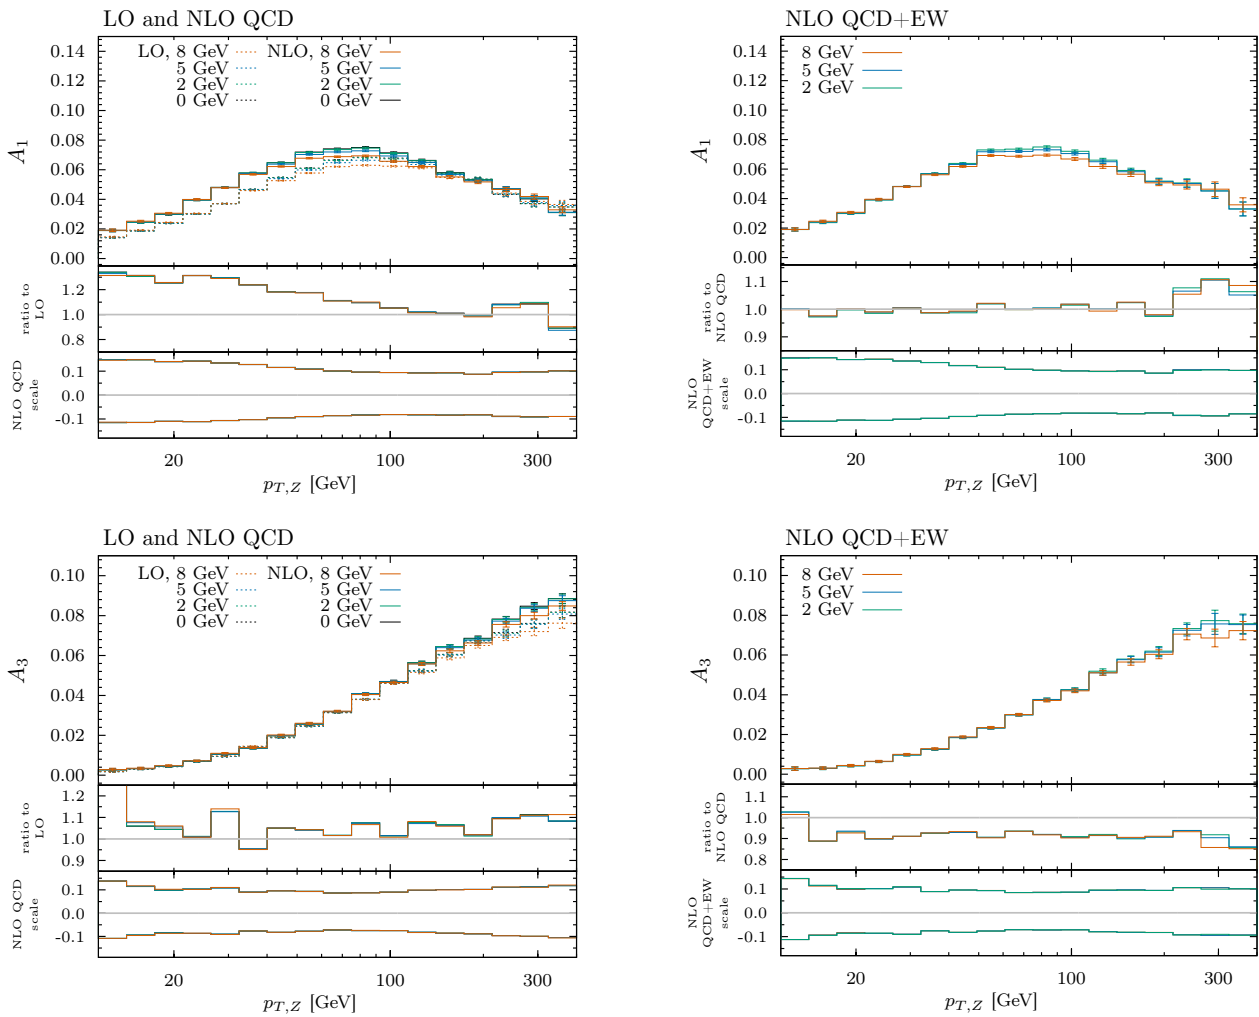 LO and NLO QCD
LO, 8 GeV NLO, 8 GeV
5 GeV 5 GeV
2 GeV 2 GeV
0 GeV 0 GeV
A1
0.14
0.12
0.10
0.08
0.06
0.04
0.02
0.00
ratio to
LO
1.2
1.0
0.8
NLO QCD
scale
0.1
0.0
-0.1
20 100 300
pT,Z [GeV]
NLO QCD+EW
8 GeV
5 GeV
2 GeV
A1
0.14
0.12
0.10
0.08
0.06
0.04
0.02
0.00
ratio to
NLO QCD
1.1
1.0
0.9
NLO
QCD+EW
scale
0.1
0.0
-0.1
20 100 300
pT,Z [GeV]
LO and NLO QCD
LO, 8 GeV NLO, 8 GeV
5 GeV 5 GeV
2 GeV 2 GeV
0 GeV 0 GeV
A3
0.10
0.08
0.06
0.04
0.02
0.00
ratio to
LO
1.2
1.1
1.0
0.9
NLO QCD
scale
0.1
0.0
-0.1
20 100 300
pT,Z [GeV]
NLO QCD+EW
8 GeV
5 GeV
2 GeV
A3
0.10
0.08
0.06
0.04
0.02
0.00
ratio to
NLO QCD
1.1
1.0
0.9
0.8
NLO
QCD+EW
scale
0.1
0.0
-0.1
20 100 300
pT,Z [GeV]